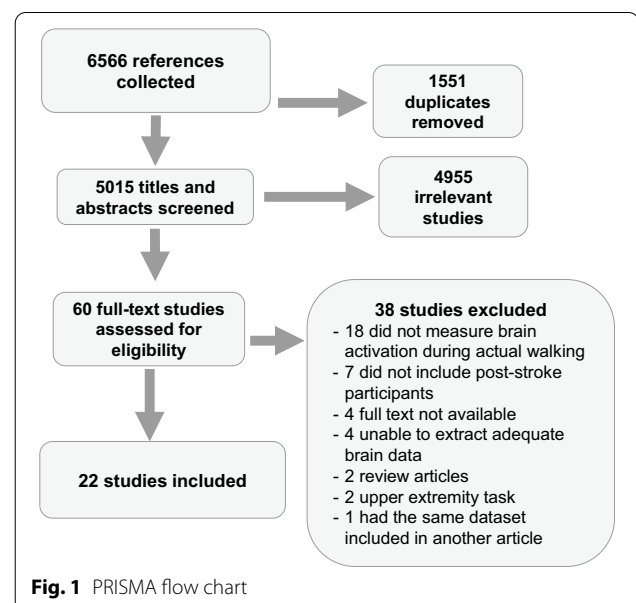 6566 references
collected
1551
duplicates
removed
5015 titles and
abstracts screened
4955
irrelevant
studies
60 full-text studies
assessed for
eligibility
38 studies excluded
- 18 did not measure brain
activation during actual walking
- 7 did not include post-stroke
participants
- 4 full text not available
- 4 unable to extract adequate
brain data
- 2 review articles
- 2 upper extremity task
- 1 had the same dataset
included in another article
22 studies included
Fig. 1 PRISMA flow chart